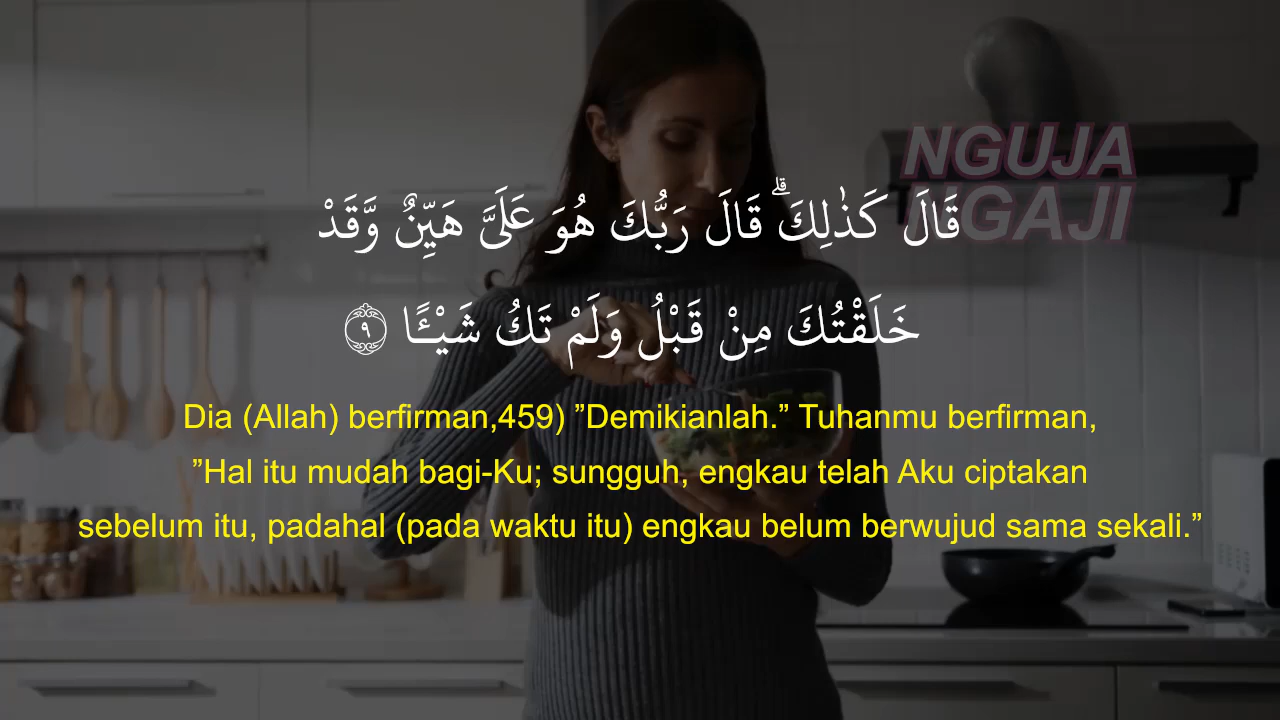 NGUJA
NGAJI
قَالَ كَذٰلِكَۗ قَالَ رَبُّكَ هُوَ عَلَيَّ هَيِّنٌ وَّقَدْ
خَلَقْتُكَ مِنْ قَبْلُ وَلَمْ تَكُ شَيْـًٔا ۝٩
Dia (Allah) berfirman,459) ”Demikianlah.” Tuhanmu berfirman,
”Hal itu mudah bagi-Ku; sungguh, engkau telah Aku ciptakan
sebelum itu, padahal (pada waktu itu) engkau belum berwujud sama sekali.”